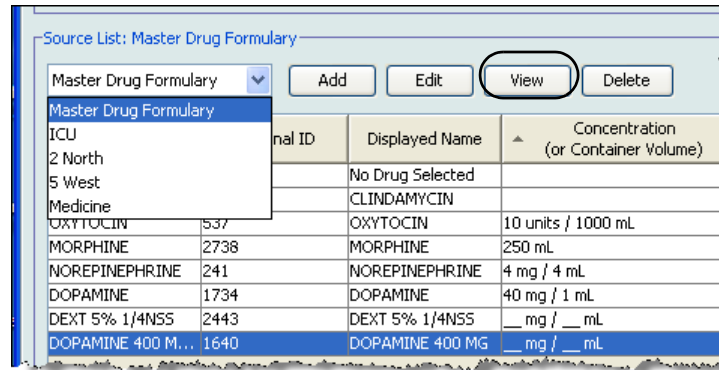 Source List: Master Drug Formulary
Master Drug Formulary Add Edit View Delete
Master Drug Formulary
ICU
2 North
5 West
Medicine
nal ID Displayed Name Concentration
(or Container Volume)
No Drug Selected
CLINDAMYCIN
OXYTOCIN 537 OXYTOCIN 10 units / 1000 mL
MORPHINE 2738 MORPHINE 250 mL
NOREPINEPHRINE 241 NOREPINEPHRINE 4 mg / 4 mL
DOPAMINE 1734 DOPAMINE 40 mg / 1 mL
DEXT 5% 1/4NSS 2443 DEXT 5% 1/4NSS __ mg / __ mL
DOPAMINE 400 M... 1640 DOPAMINE 400 MG __ mg / __ mL